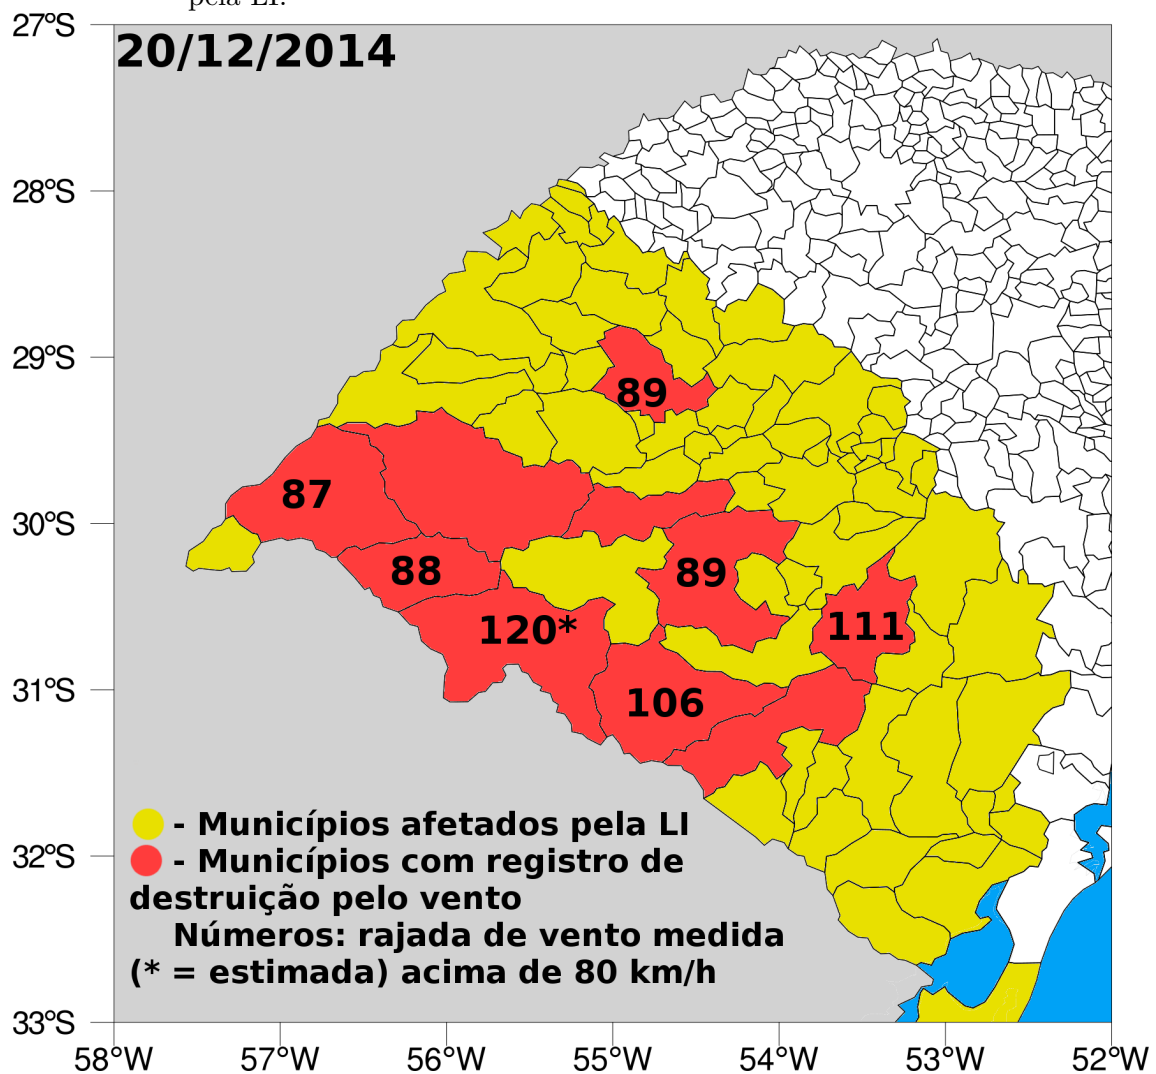 pela LI.
27°S
20/12/2014
28°S
29°S
89
87
30°S
88
89
120*
111
31°S
106
- Municípios afetados pela LI
32°S
- Municípios com registro de
destruição pelo vento
Números: rajada de vento medida
(* = estimada) acima de 80 km/h
33°S
58°W 57°W 56°W 55°W 54°W 53°W 52°W